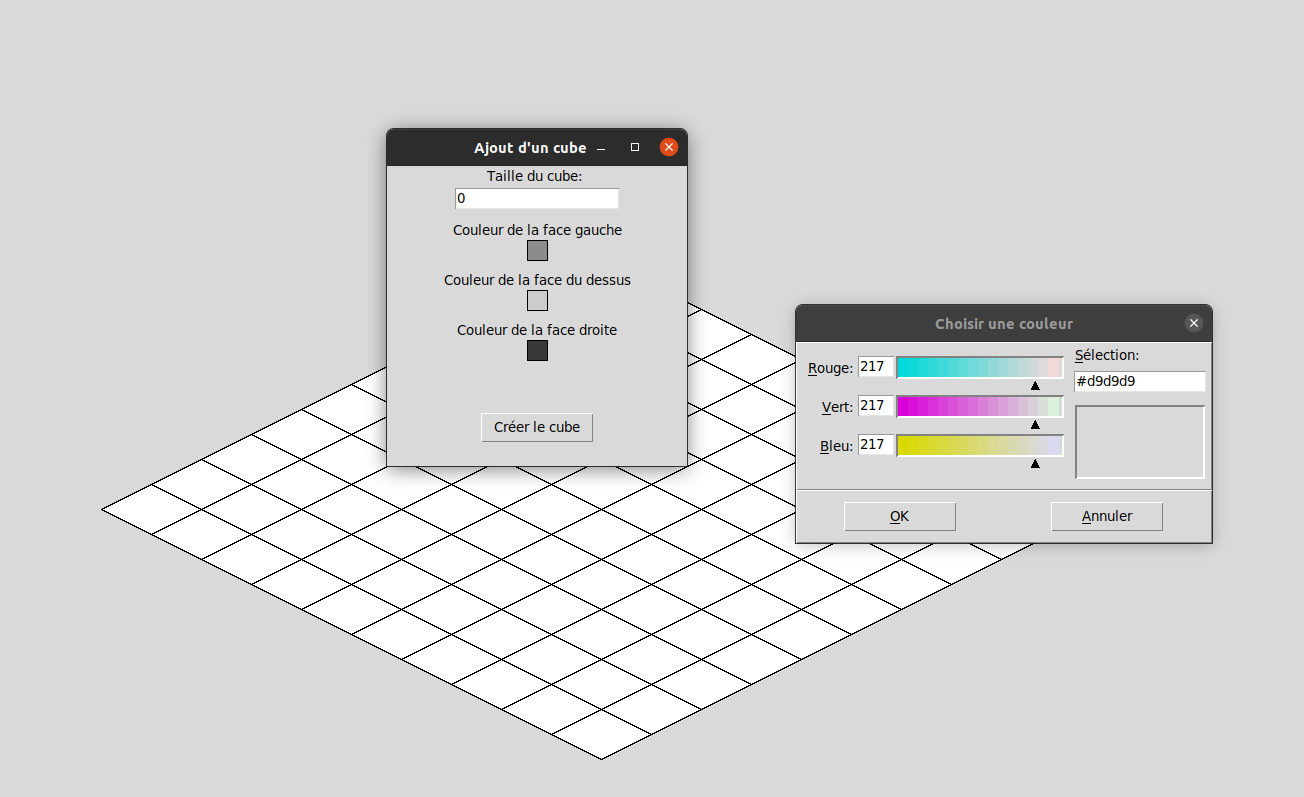 Ajout d'un cube
Taille du cube:
0
Couleur de la face gauche
Couleur de la face du dessus
Couleur de la face droite
Créer le cube
Choisir une couleur
Rouge: 217
Vert: 217
Bleu: 217
Sélection:
#d9d9d9
OK
Annuler